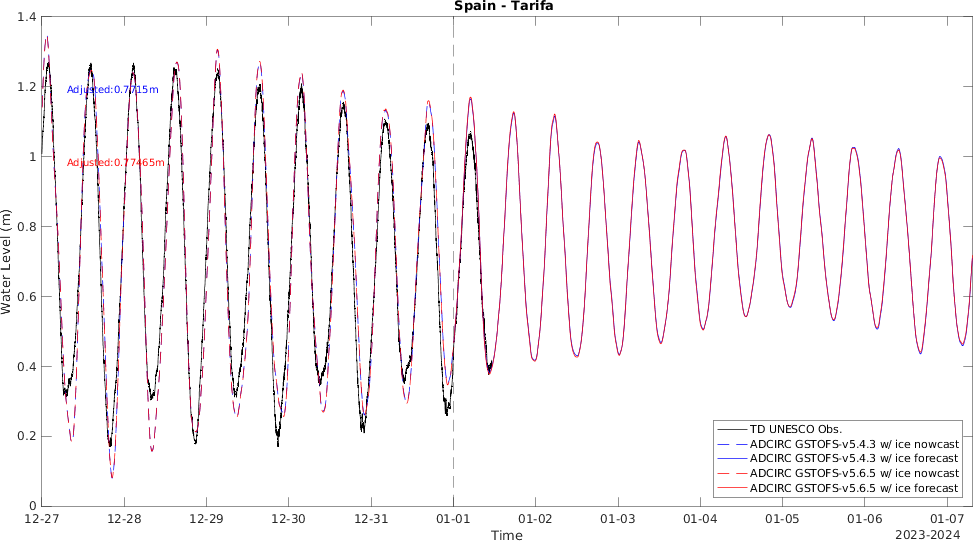 Spain - Tarifa
1.4
1.2
1
0.8
0.6
0.4
0.2
0
Water Level (m)
Adjusted:0.7715m
Adjusted:0.77465m
TD UNESCO Obs.
ADCIRC GSTOFS-v5.4.3 w/ ice nowcast
ADCIRC GSTOFS-v5.4.3 w/ ice forecast
ADCIRC GSTOFS-v5.6.5 w/ ice nowcast
ADCIRC GSTOFS-v5.6.5 w/ ice forecast
12-27 12-28 12-29 12-30 12-31 01-01 01-02 01-03 01-04 01-05 01-06 01-07
Time
2023-2024